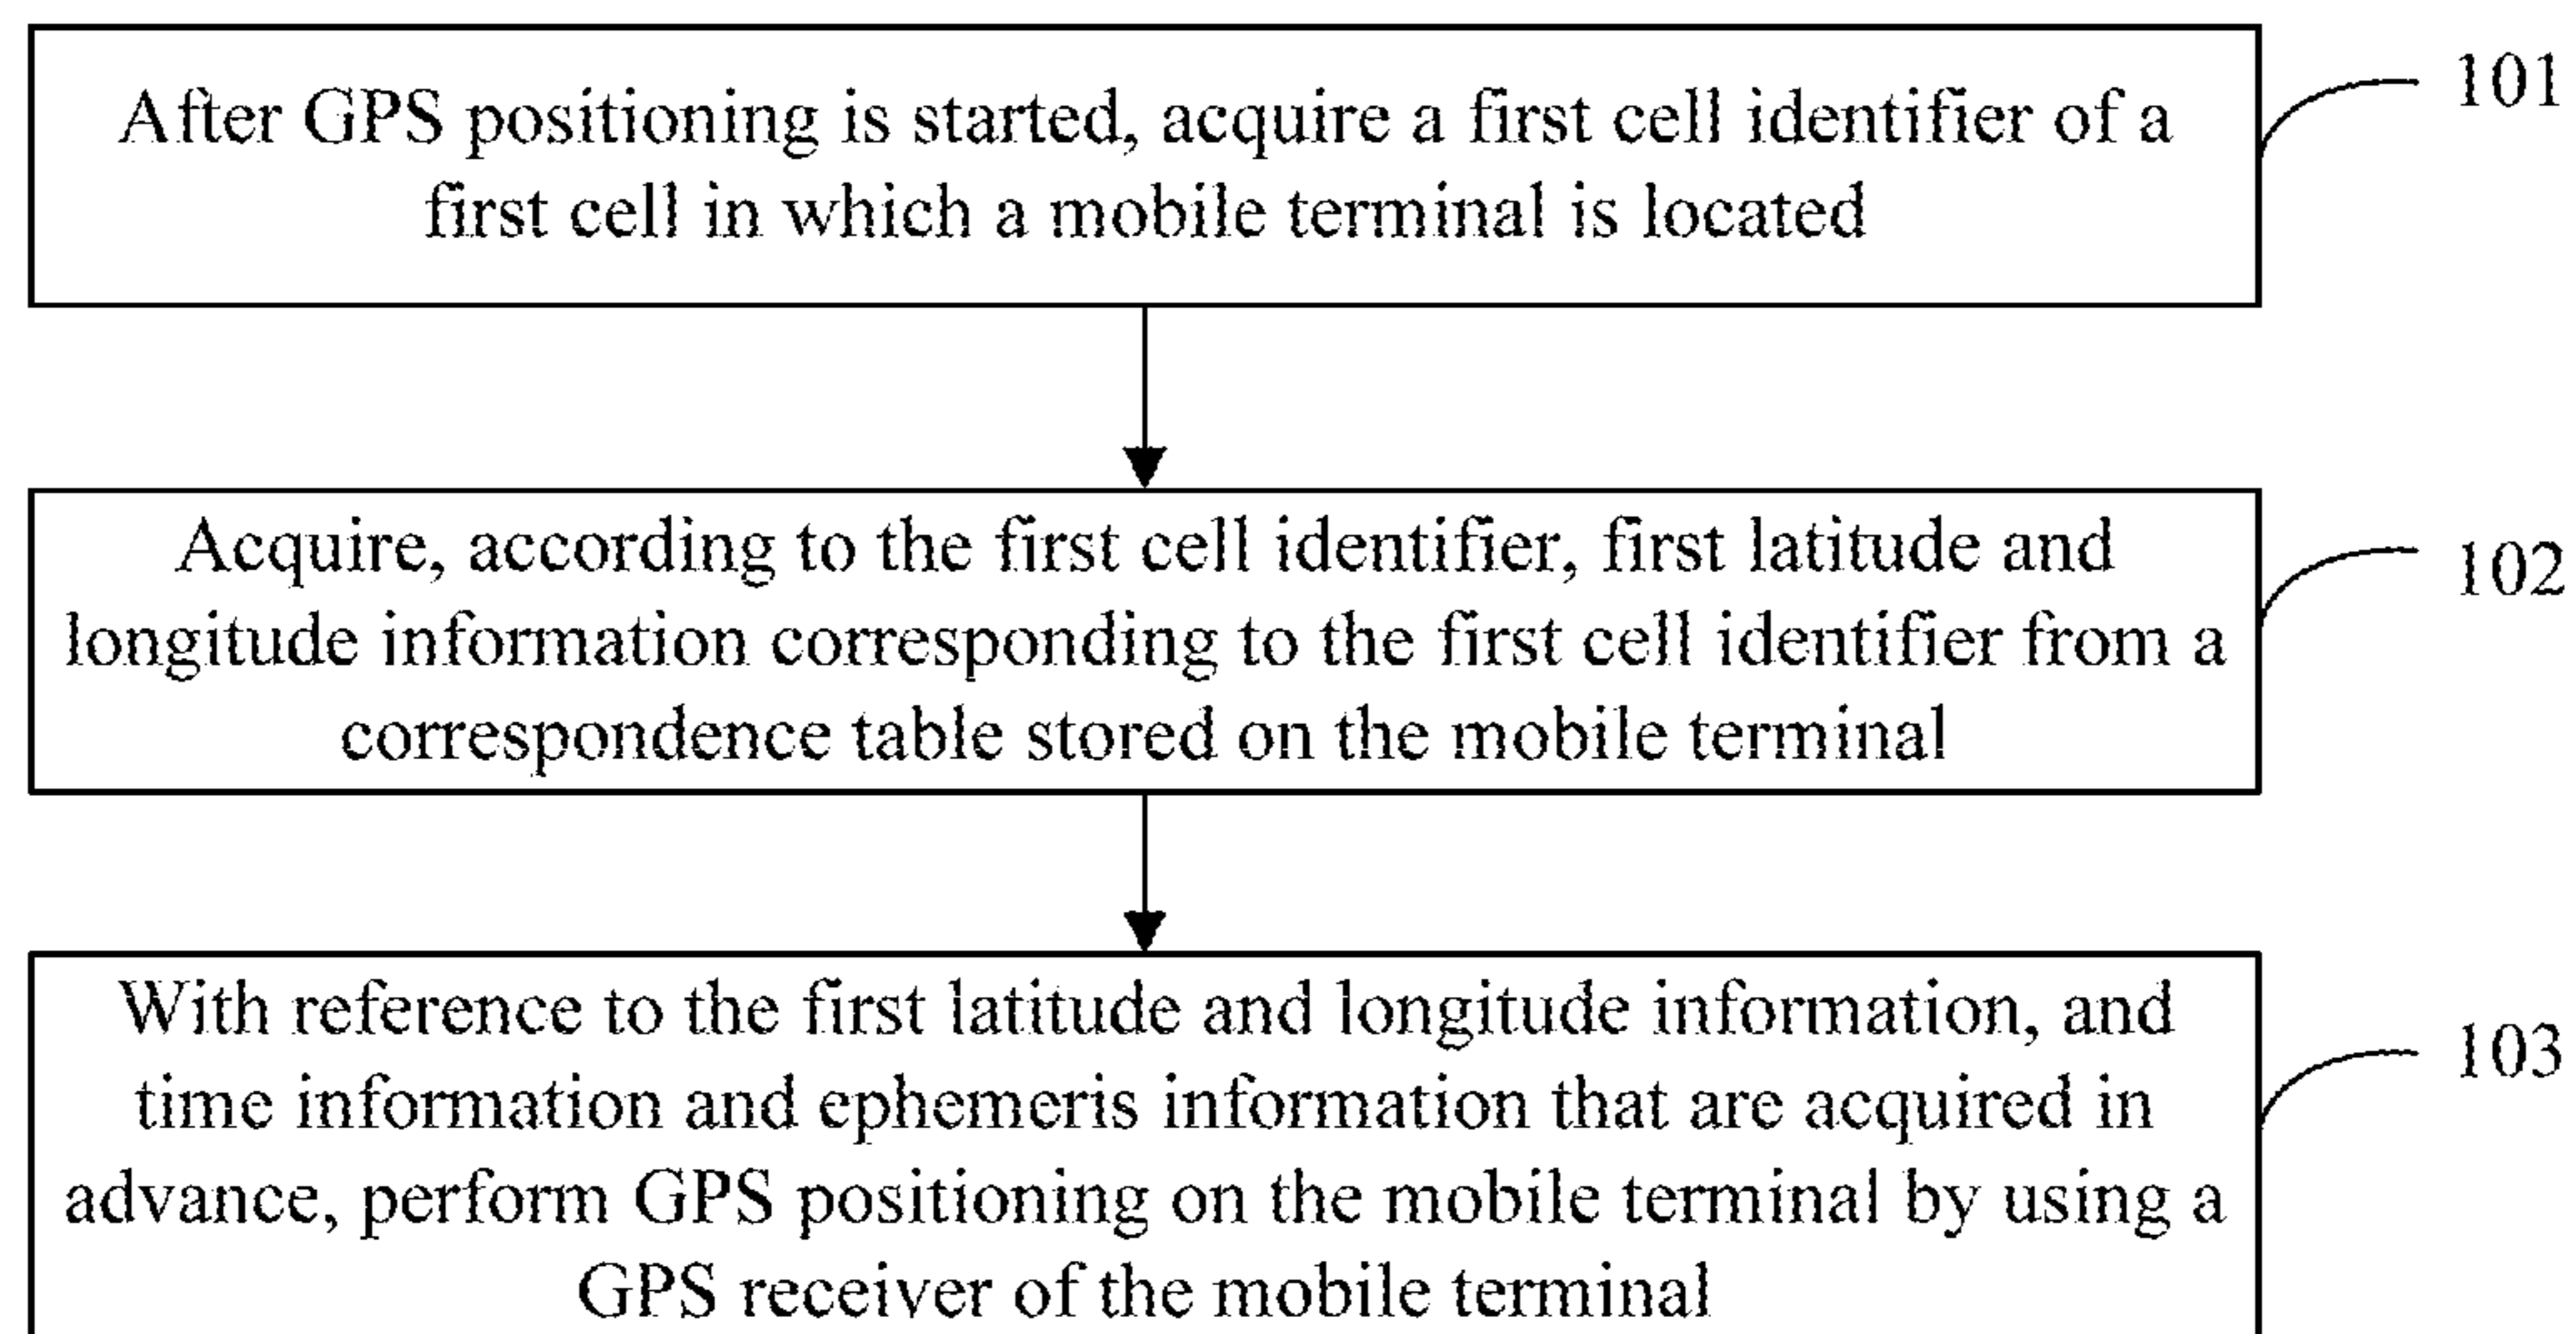 After GPS positioning is started, acquire a first cell identifier of a
first cell in which a mobile terminal is located
101
Acquire, according to the first cell identifier, first latitude and
longitude information corresponding to the first cell identifier from a
correspondence table stored on the mobile terminal
102
With reference to the first latitude and longitude information, and
time information and ephemeris information that are acquired in
advance, perform GPS positioning on the mobile terminal by using a
GPS receiver of the mobile terminal
103